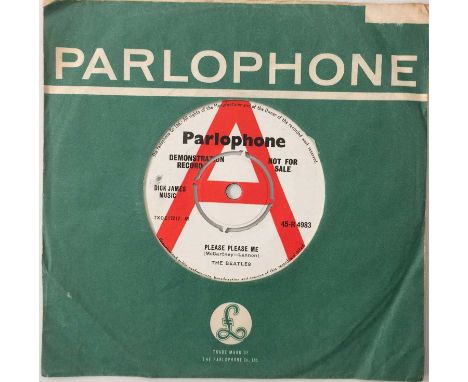 PARLOPHONE
Parlophone
DEMONSTRATION NOT FOR
RECORD SALE
DICK JAMES
MUSIC
45-R 4983
PLEASE PLEASE ME
(McCartney—Lennon)
THE BEATLES
£
TRADE MARK OF
THE PARLOPHONE Co. Ltd.